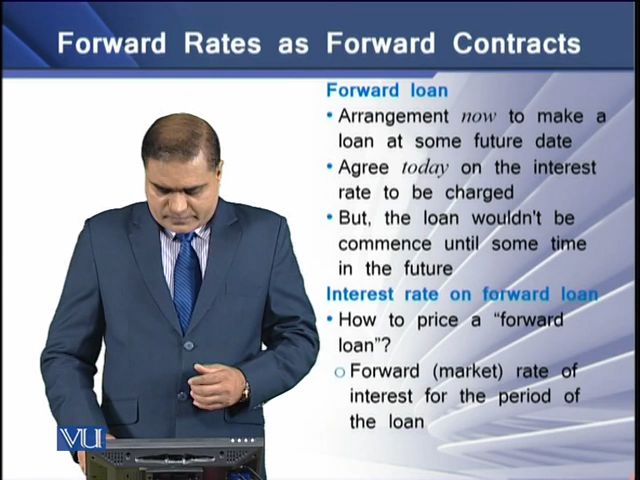 Forward Rates as Forward Contracts
Forward loan
• Arrangement now to make a
loan at some future date
• Agree today on the interest
rate to be charged
• But, the loan wouldn't be
commence until some time
in the future
Interest rate on forward loan
• How to price a “forward
loan”?
o Forward (market) rate of
interest for the period of
the loan
VU